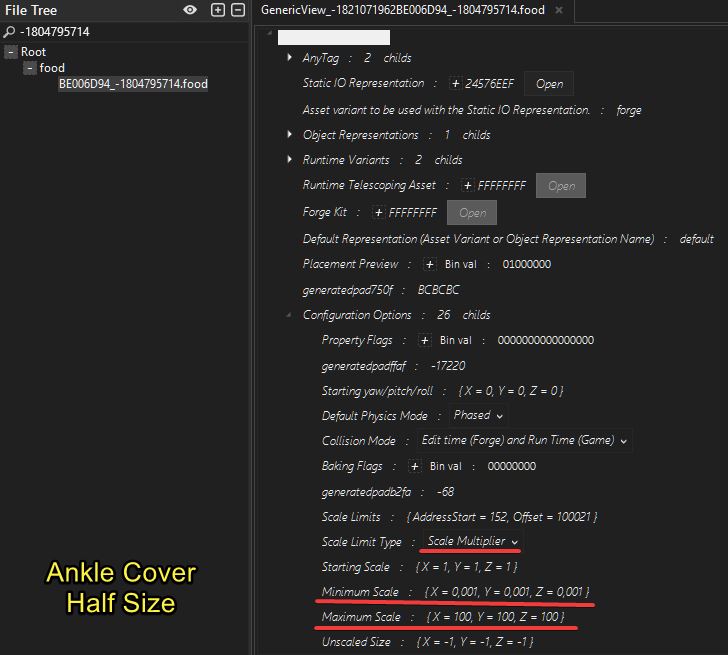 File Tree
GenericView_-1821071962BE006D94_-1804795714.food
-1804795714
Root
food
BE006D94_-1804795714.food
AnyTag : 2 childs
Static IO Representation : + 24576EEF Open
Asset variant to be used with the Static IO Representation. : forge
Object Representations : 1 childs
Runtime Variants : 2 childs
Runtime Telescoping Asset : + FFFFFFFF Open
Forge Kit : + FFFFFFFF Open
Default Representation (Asset Variant or Object Representation Name) : default
Placement Preview : + Bin val : 01000000
generatedpad750f : BCBCBC
Configuration Options : 26 childs
Property Flags : + Bin val : 0000000000000000
generatedpadffaf : -17220
Starting yaw/pitch/roll : { X = 0, Y = 0, Z = 0 }
Default Physics Mode : Phased
Collision Mode : Edit time (Forge) and Run Time (Game)
Baking Flags : + Bin val : 00000000
generatedpadb2fa : -68
Scale Limits : { AddressStart = 152, Offset = 100021 }
Scale Limit Type : Scale Multiplier
Starting Scale : { X = 1, Y = 1, Z = 1 }
Minimum Scale : { X = 0,001, Y = 0,001, Z = 0,001 }
Maximum Scale : { X = 100, Y = 100, Z = 100 }
Unscaled Size : { X = -1, Y = -1, Z = -1 }
Ankle Cover
Half Size